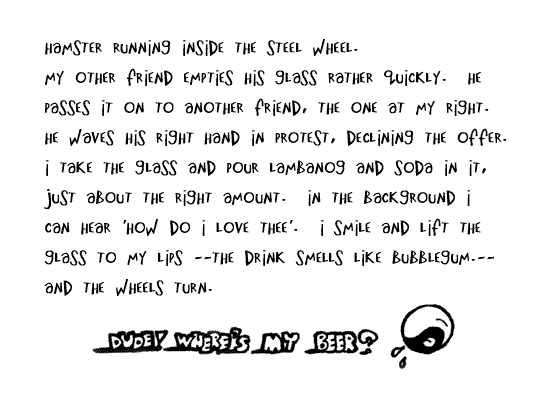 Hamster running inside the steel wheel.
My other friend empties his glass rather quickly. He
passes it on to another friend, the one at my right.
He waves his right hand in protest, declining the offer.
I take the glass and pour lambanog and soda in it,
just about the right amount. In the background I
can hear 'How Do I Love Thee'. I smile and lift the
glass to my lips --the drink smells like bubblegum.--
and the wheels turn.
DUDE! WHERE'S MY BEER?